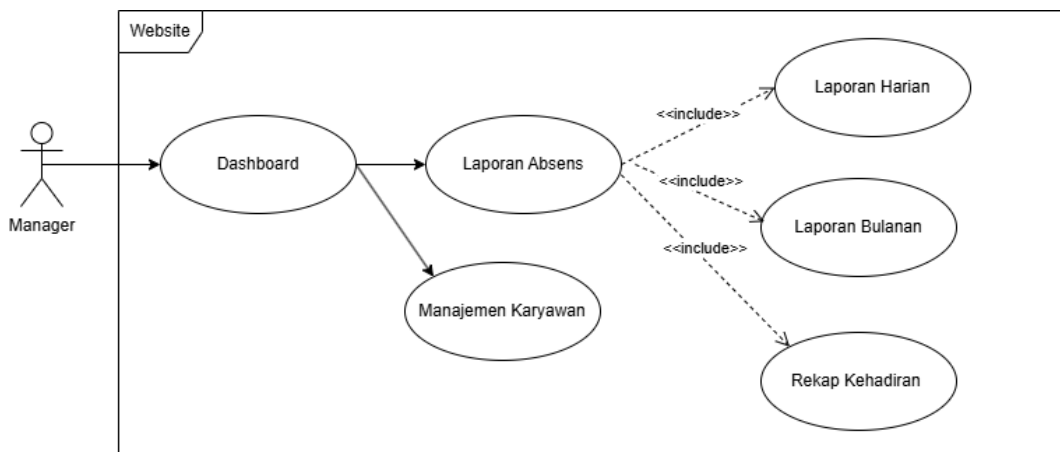 Website
Manager
Dashboard
Laporan Absens
Manajemen Karyawan
<<include>>
<<include>>
<<include>>
Laporan Harian
Laporan Bulanan
Rekap Kehadiran